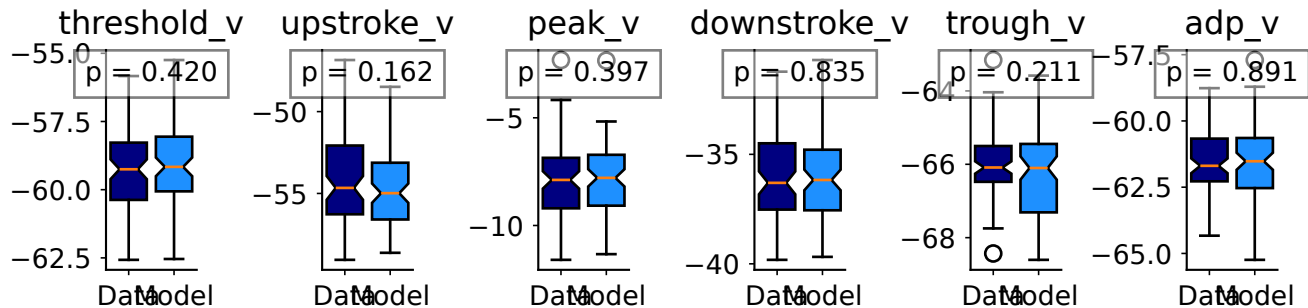 threshold_v
−55.0
p = 0.420
−57.5
−60.0
−62.5
Data
Model
upstroke_v
p = 0.162
−50
−55
Data
Model
peak_v
p = 0.397
−5
−10
Data
Model
downstroke_v
p = 0.835
−35
−40
Data
Model
trough_v
p = 0.211
−64
−66
−68
Data
Model
adp_v
−57.5
p = 0.891
−60.0
−62.5
−65.0
Data
Model